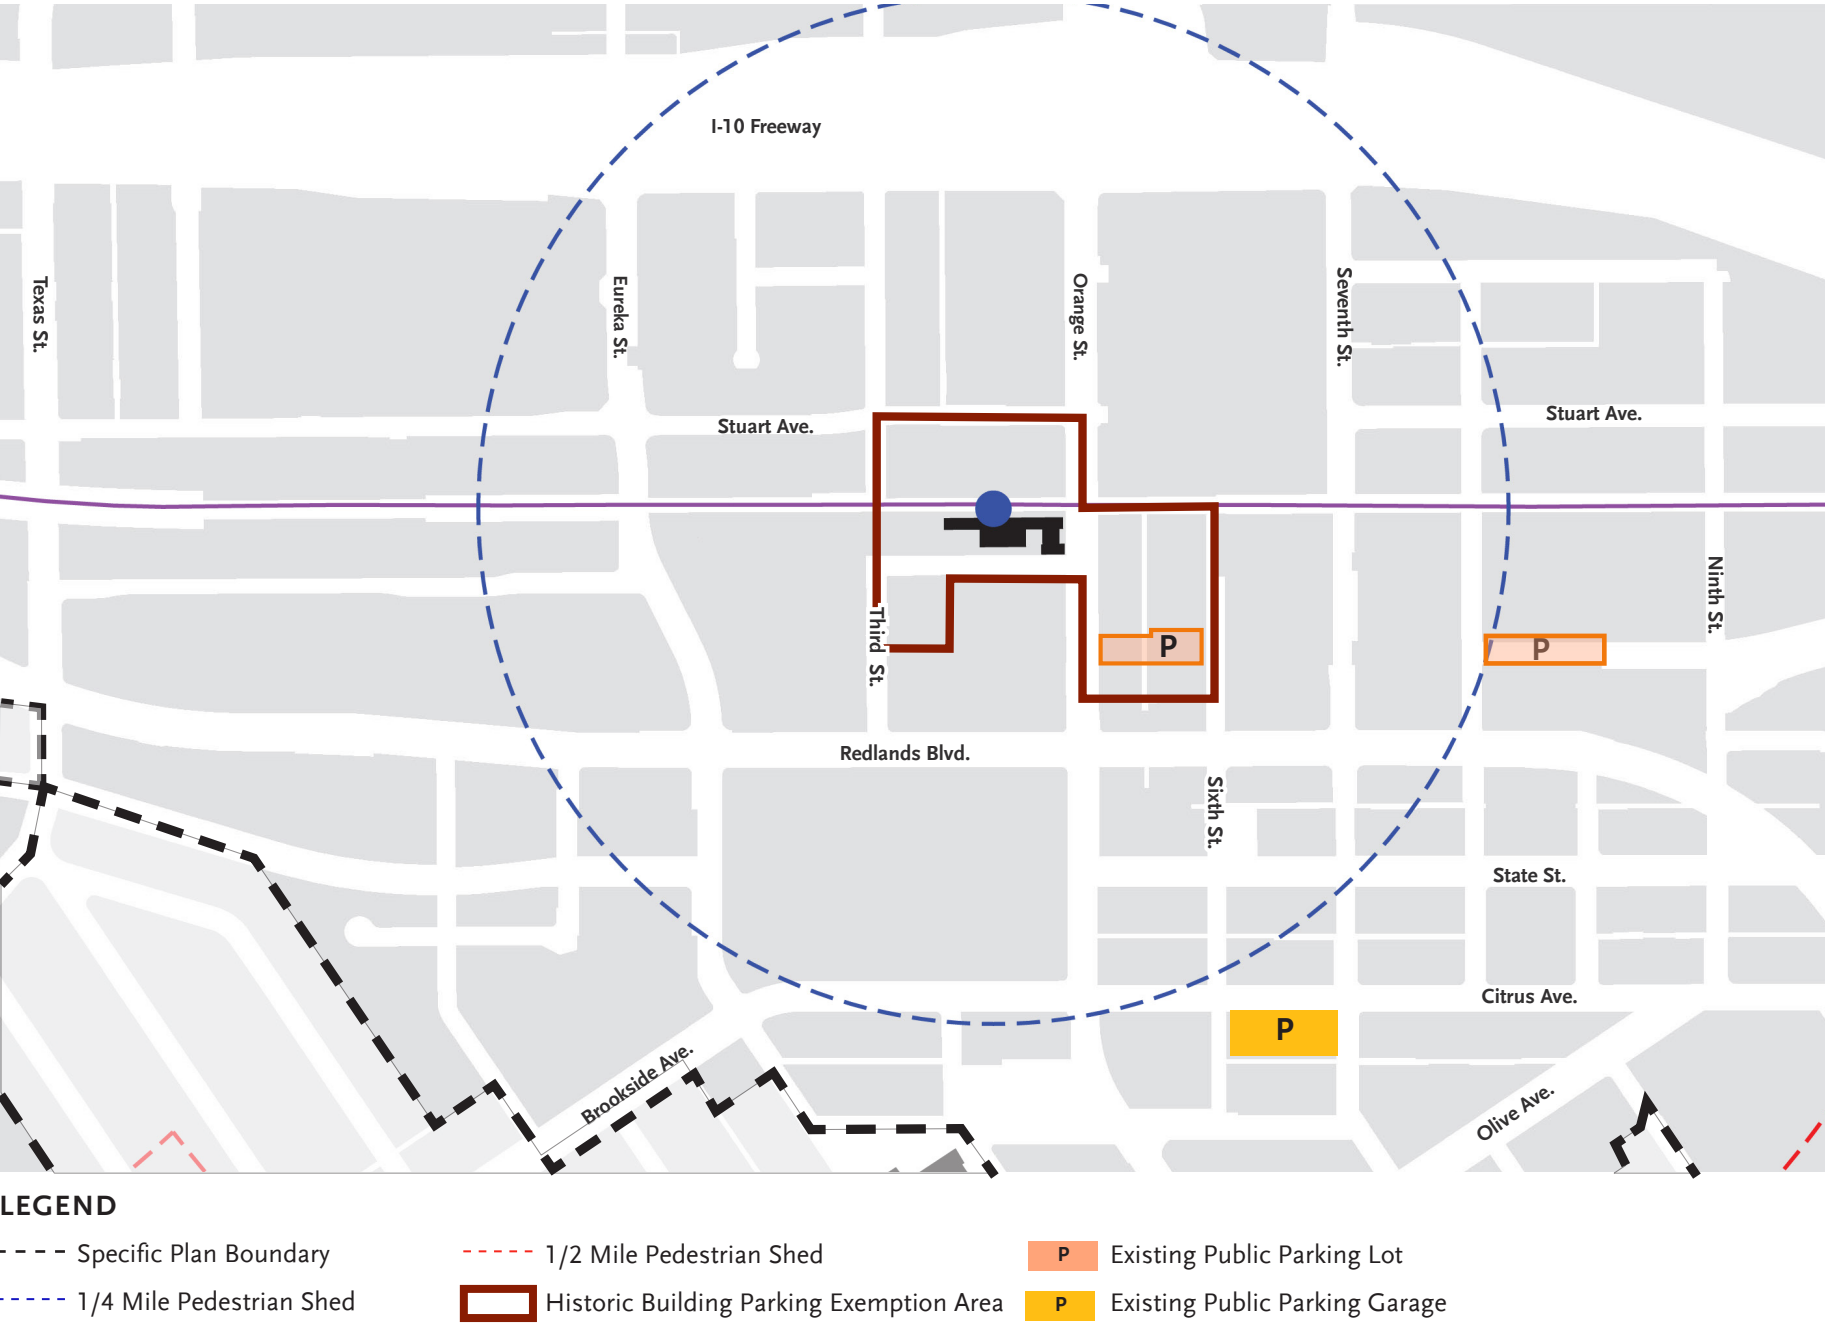 I-10 Freeway
Texas St.
Eureka St.
Orange St.
Seventh St.
Stuart Ave.
Stuart Ave.
Ninth St.
Third St.
P
P
Redlands Blvd.
Sixth St.
State St.
Citrus Ave.
P
Brookside Ave.
Olive Ave.
LEGEND
Specific Plan Boundary
1/2 Mile Pedestrian Shed
P Existing Public Parking Lot
1/4 Mile Pedestrian Shed
Historic Building Parking Exemption Area
P Existing Public Parking Garage